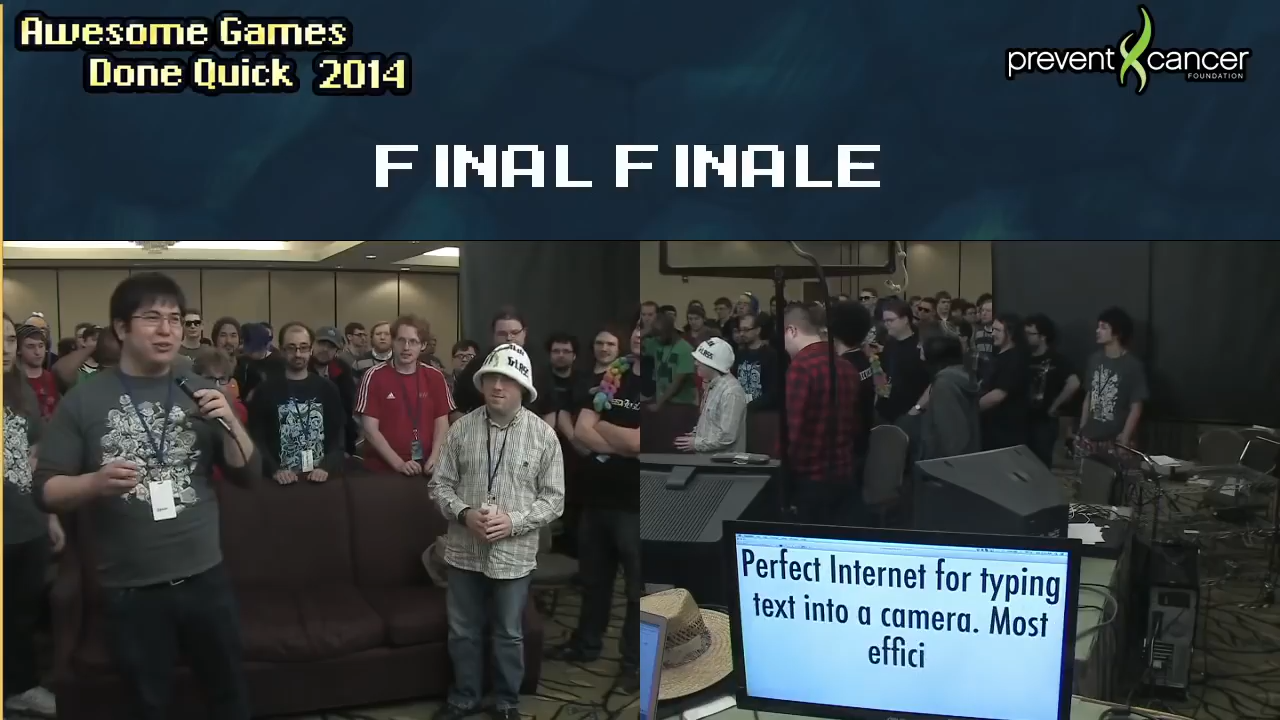 Awesome Games
Done Quick 2014
prevent cancer
FOUNDATION
FINAL FINALE
Perfect Internet for typing
text into a camera. Most
effici